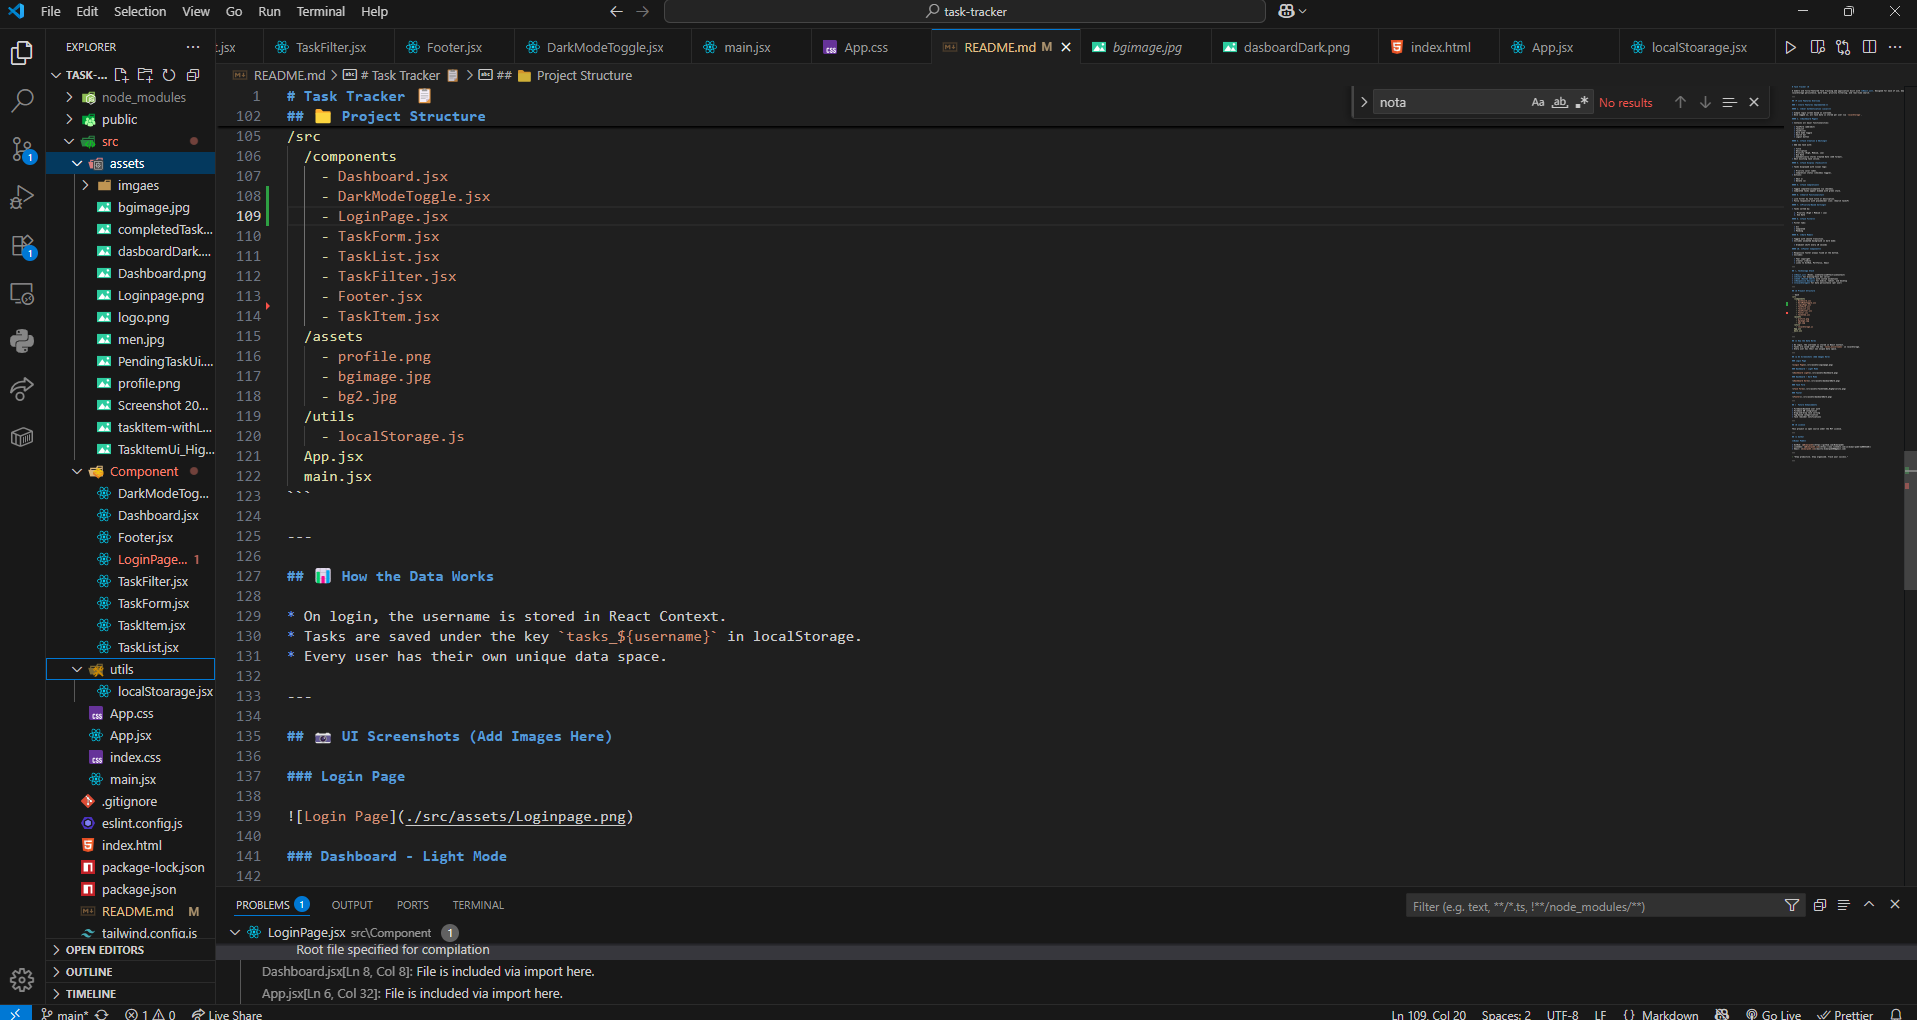 File Edit Selection View Go Run Terminal Help
task-tracker
EXPLORER
t.jsx
TaskFilter.jsx
Footer.jsx
DarkModeToggle.jsx
main.jsx
App.css
README.md M
bgimage.jpg
dasboardDark.png
index.html
App.jsx
localStoarage.jsx
TASK-...
node_modules
public
src
assets
imgaes
bgimage.jpg
completedTask...
dasboardDark....
Dashboard.png
Loginpage.png
logo.png
men.jpg
PendingTaskUi....
profile.png
Screenshot 20...
taskItem-withL...
TaskItemUi_Hig...
Component
DarkModeTog...
Dashboard.jsx
Footer.jsx
LoginPage... 1
TaskFilter.jsx
TaskForm.jsx
TaskItem.jsx
TaskList.jsx
utils
localStoarage.jsx
App.css
App.jsx
index.css
main.jsx
.gitignore
eslint.config.js
index.html
package-lock.json
package.json
README.md M
tailwind.config.js
OPEN EDITORS
OUTLINE
TIMELINE
1
1
README.md > # Task Tracker 📋 > ## 📁 Project Structure
nota
Aa ab .* No results
1 # Task Tracker 📋
102 ## 📁 Project Structure
105 /src
106 /components
107 - Dashboard.jsx
108 - DarkModeToggle.jsx
109 - LoginPage.jsx
110 - TaskForm.jsx
111 - TaskList.jsx
112 - TaskFilter.jsx
113 - Footer.jsx
114 - TaskItem.jsx
115 /assets
116 - profile.png
117 - bgimage.jpg
118 - bg2.jpg
119 /utils
120 - localStorage.js
121 App.jsx
122 main.jsx
123 ```
124
125 ---
126
127 ## 📊 How the Data Works
128
129 * On login, the username is stored in React Context.
130 * Tasks are saved under the key `tasks_${username}` in localStorage.
131 * Every user has their own unique data space.
132
133 ---
134
135 ## 📷 UI Screenshots (Add Images Here)
136
137 ### Login Page
138
139 ![Login Page](./src/assets/Loginpage.png)
140
141 ### Dashboard - Light Mode
142
PROBLEMS 1 OUTPUT PORTS TERMINAL
Filter (e.g. text, **/*.ts, !**/node_modules/**)
LoginPage.jsx src\Component 1
Root file specified for compilation
Dashboard.jsx[Ln 8, Col 8]: File is included via import here.
App.jsx[Ln 6, Col 32]: File is included via import here.
main* 1 0 Live Share
Ln 109, Col 20 Spaces: 2 UTF-8 LF {} Markdown Go Live Prettier